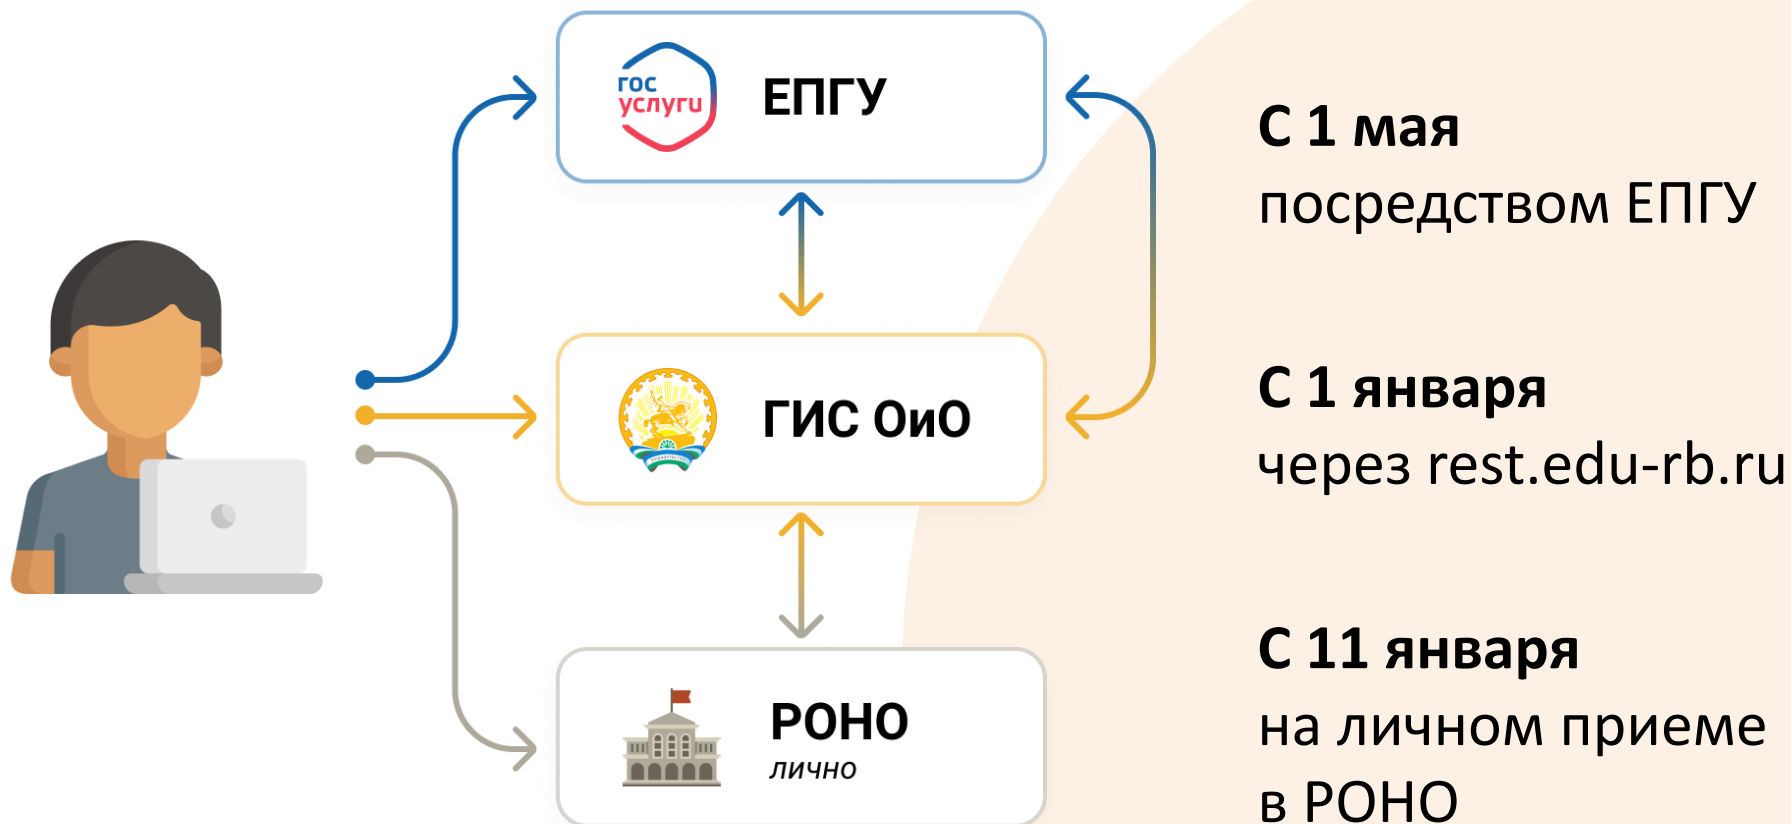 гос
услуги
ЕПГУ
С 1 мая
посредством ЕПГУ
ГИС ОиО
С 1 января
через rest.edu-rb.ru
РОНО
лично
С 11 января
на личном приеме
в РОНО